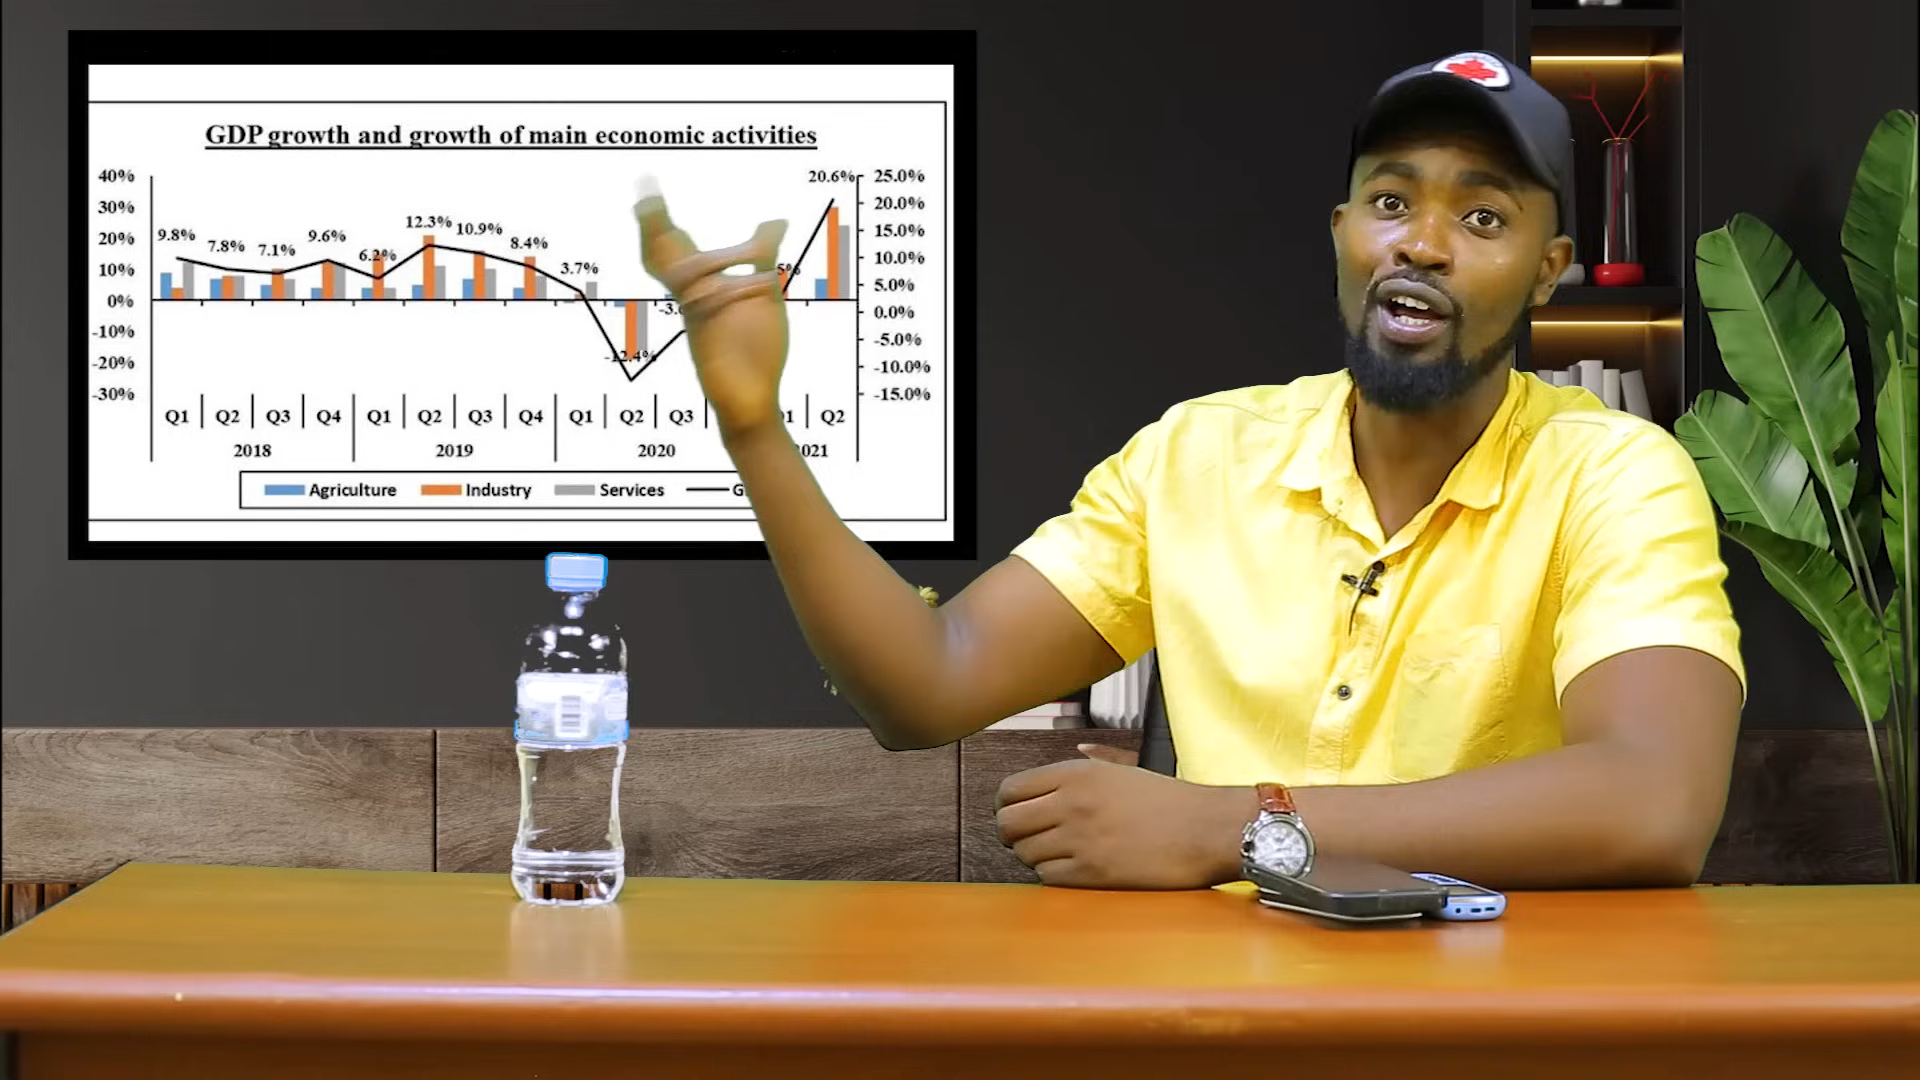 GDP growth and growth of main economic activities
40% 25.0%
30% 20.0%
20% 15.0%
10% 10.0%
0% 5.0%
-10% 0.0%
-20% -5.0%
-30% -10.0%
-15.0%
9.8% 7.8% 7.1% 9.6% 6.2% 12.3% 10.9% 8.4% 3.7% -12.4% 20.6%
Q1 Q2 Q3 Q4 Q1 Q2 Q3 Q4 Q1 Q2 Q3 Q2
2018 2019 2020
Agriculture Industry Services